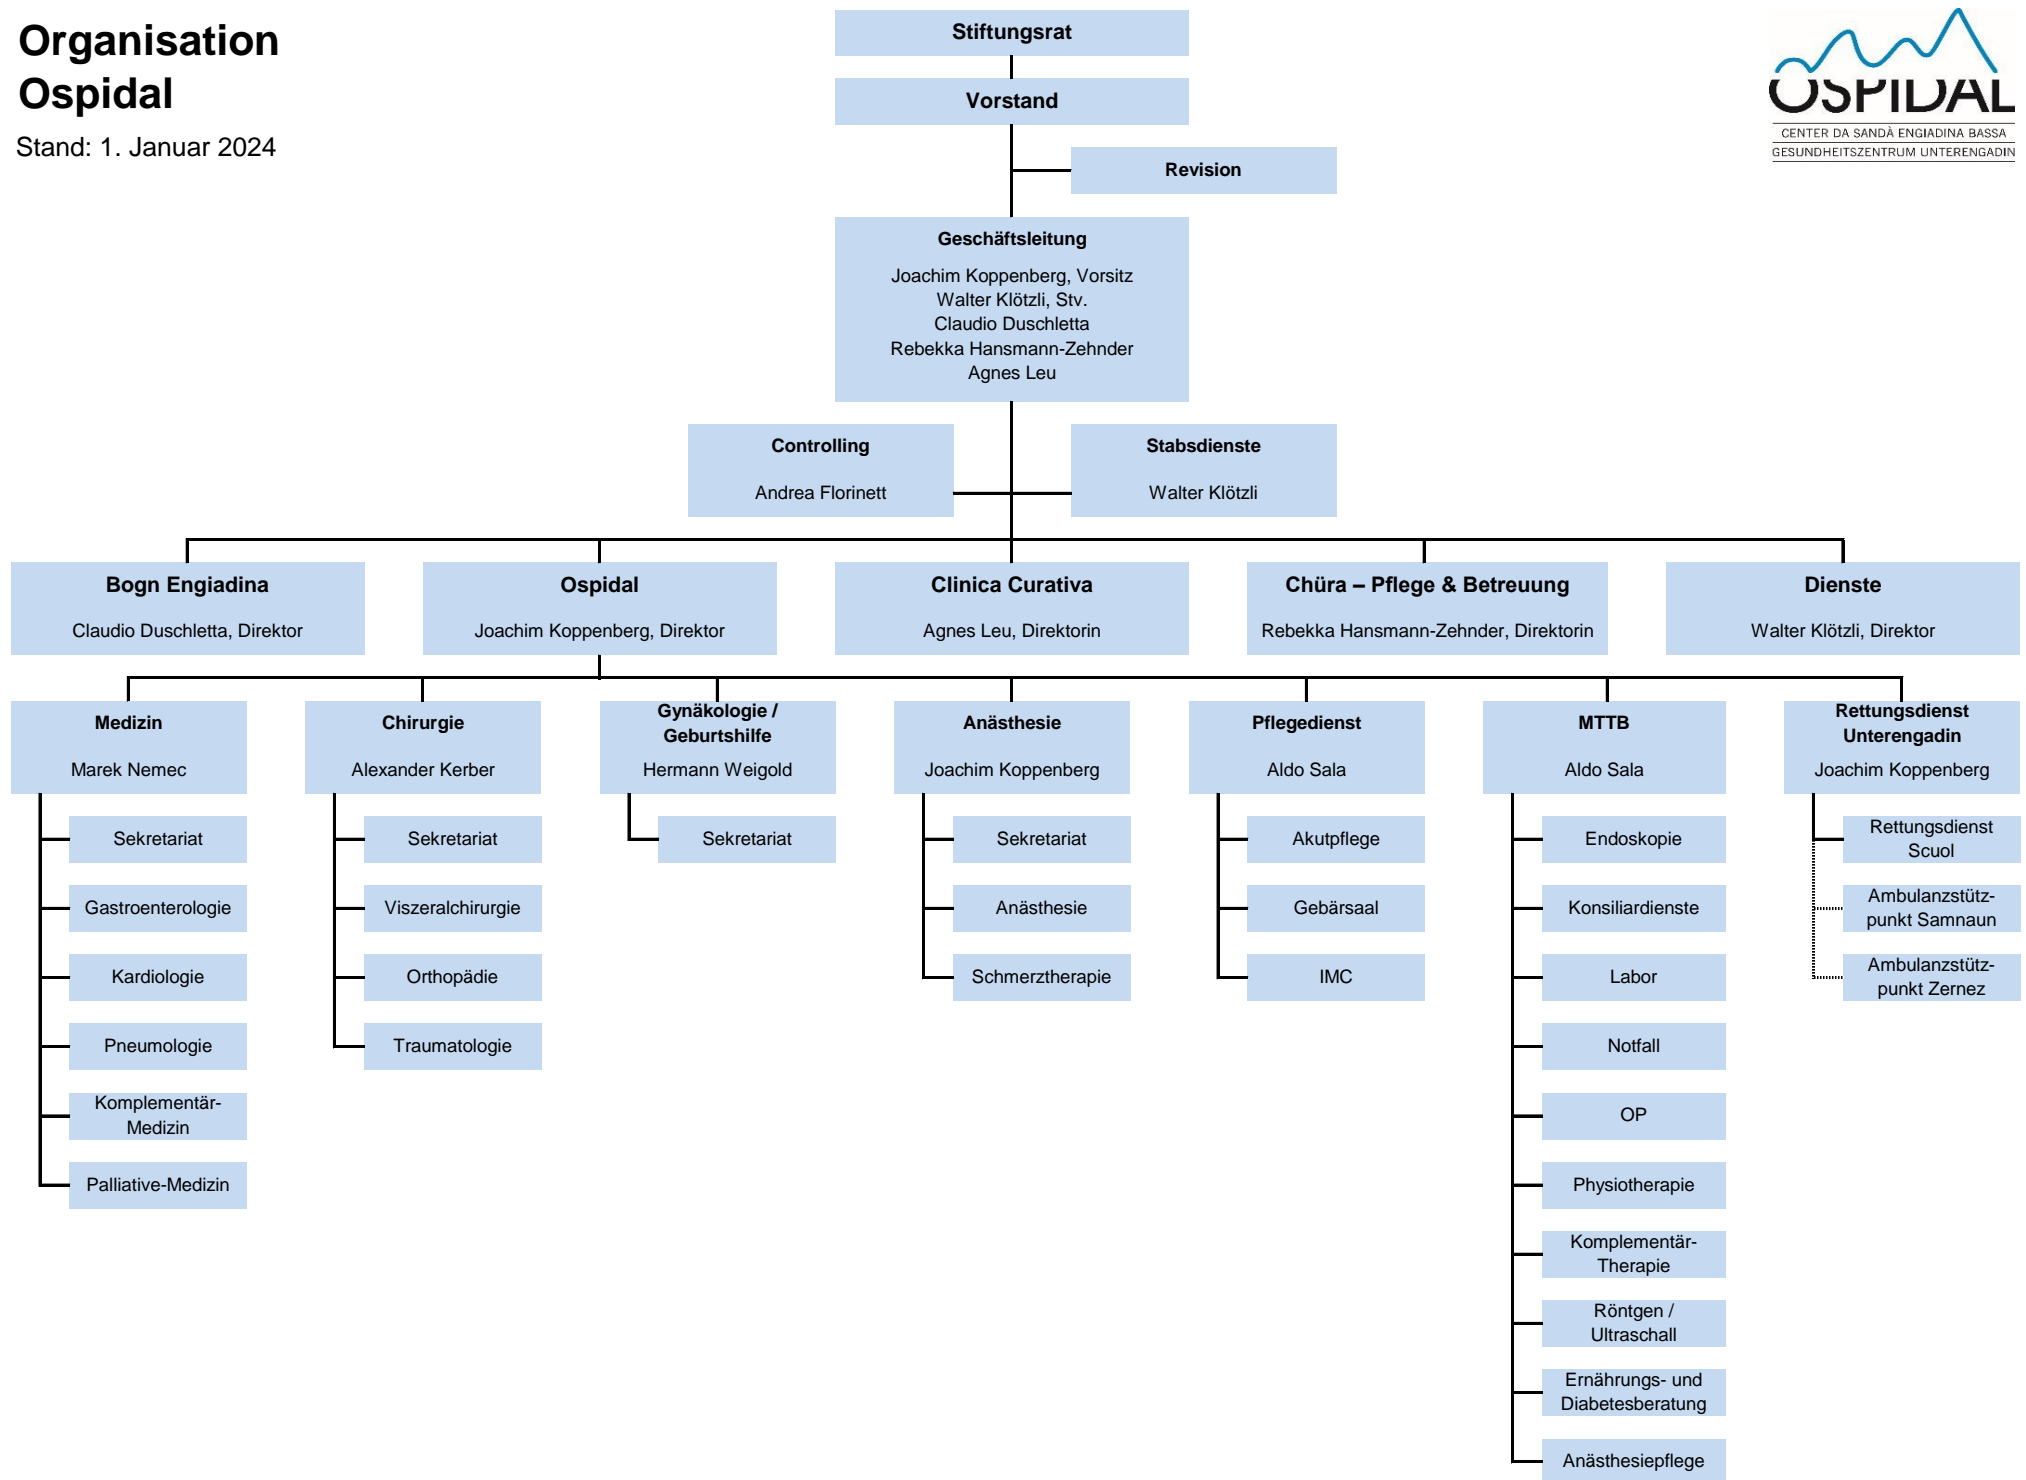 Organisation
Ospidal
Stand: 1. Januar 2024
OSPIDAL
CENTER DA SANDÀ ENGIADINA BASSA
GESUNDHEITSZENTRUM UNTERENGADIN
Stiftungsrat
Vorstand
Revision
Geschäftsleitung
Joachim Koppenberg, Vorsitz
Walter Klötzli, Stv.
Claudio Duschletta
Rebekka Hansmann-Zehnder
Agnes Leu
Controlling
Andrea Florinett
Stabsdienste
Walter Klötzli
Bogn Engiadina
Claudio Duschletta, Direktor
Ospidal
Joachim Koppenberg, Direktor
Clinica Curativa
Agnes Leu, Direktorin
Chüra – Pflege & Betreuung
Rebekka Hansmann-Zehnder, Direktorin
Dienste
Walter Klötzli, Direktor
Medizin
Marek Nemec
Sekretariat
Gastroenterologie
Kardiologie
Pneumologie
Komplementär-
Medizin
Palliative-Medizin
Chirurgie
Alexander Kerber
Sekretariat
Viszeralchirurgie
Orthopädie
Traumatologie
Gynäkologie /
Geburtshilfe
Hermann Weigold
Sekretariat
Anästhesie
Joachim Koppenberg
Sekretariat
Anästhesie
Schmerztherapie
Pflegedienst
Aldo Sala
Akutpflege
Gebärsaal
IMC
MTTB
Aldo Sala
Endoskopie
Konsiliardienste
Labor
Notfall
OP
Physiotherapie
Komplementär-
Therapie
Röntgen /
Ultraschall
Ernährungs- und
Diabetesberatung
Anästhesiepflege
Rettungsdienst
Unterengadin
Joachim Koppenberg
Rettungsdienst
Scuol
Ambulanzstütz-
punkt Samnaun
Ambulanzstütz-
punkt Zernez